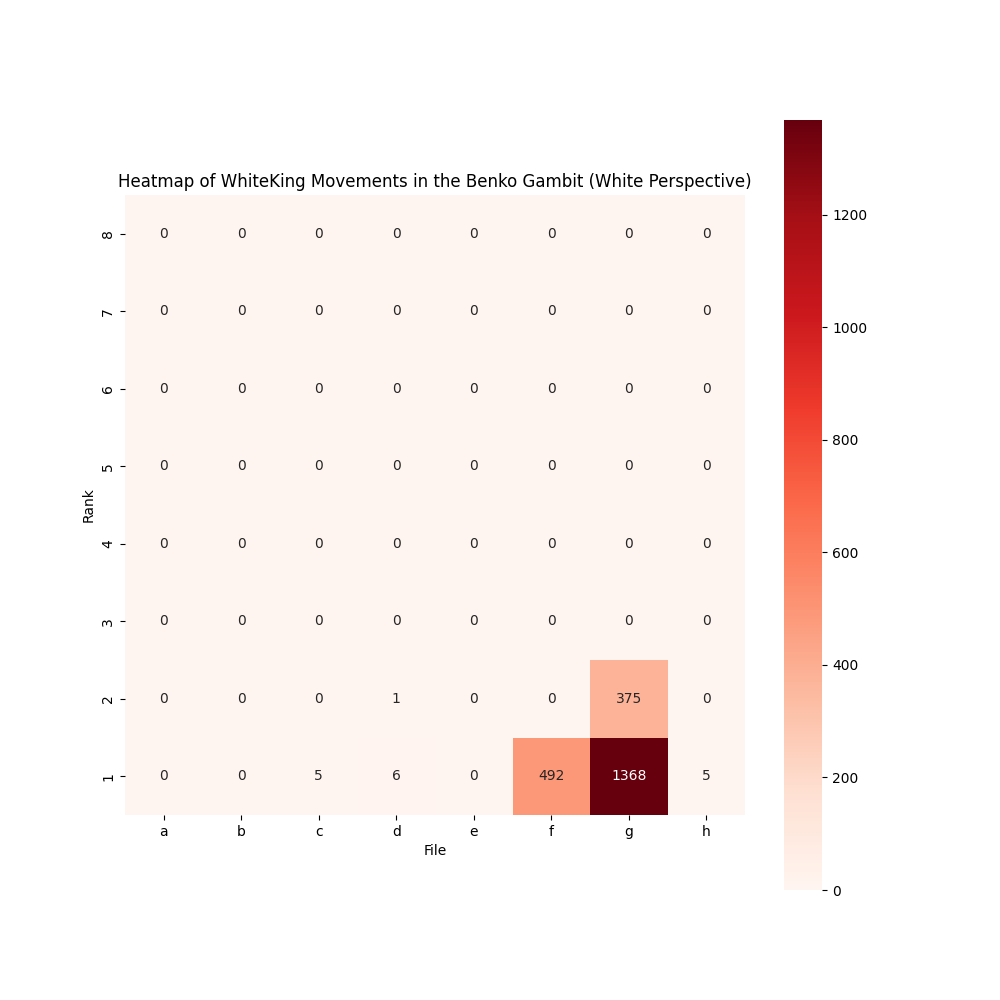 Heatmap of WhiteKing Movements in the Benko Gambit (White Perspective)
8 0 0 0 0 0 0 0 0
7 0 0 0 0 0 0 0 0
6 0 0 0 0 0 0 0 0
5 0 0 0 0 0 0 0 0
4 0 0 0 0 0 0 0 0
3 0 0 0 0 0 0 0 0
2 0 0 0 1 0 0 375 0
1 0 0 5 6 0 492 1368 5
a b c d e f g h
File
Rank
1200
1000
800
600
400
200
0